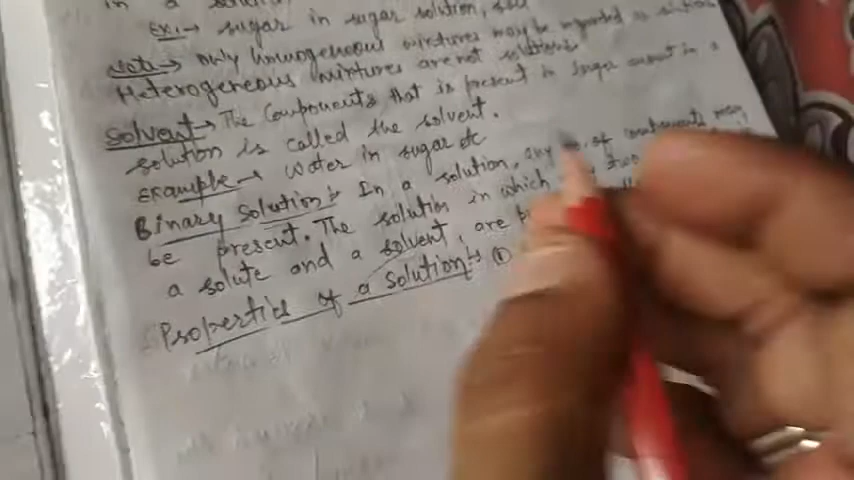 in a
Ex:→ sugar in sugar solution,
Note→ only homogeneous mixtures may be regarded as solutions
Heterogeneous mixtures are not solutions
Solvent→ The Components that is present in larger amount in a
solution is called the solvent.
Example→ water in sugar etc
Binary Solution:- In a solution, any no. of components may
be present. The solution in which two
a solute and a solvent, are
Properties of a solution:- ①